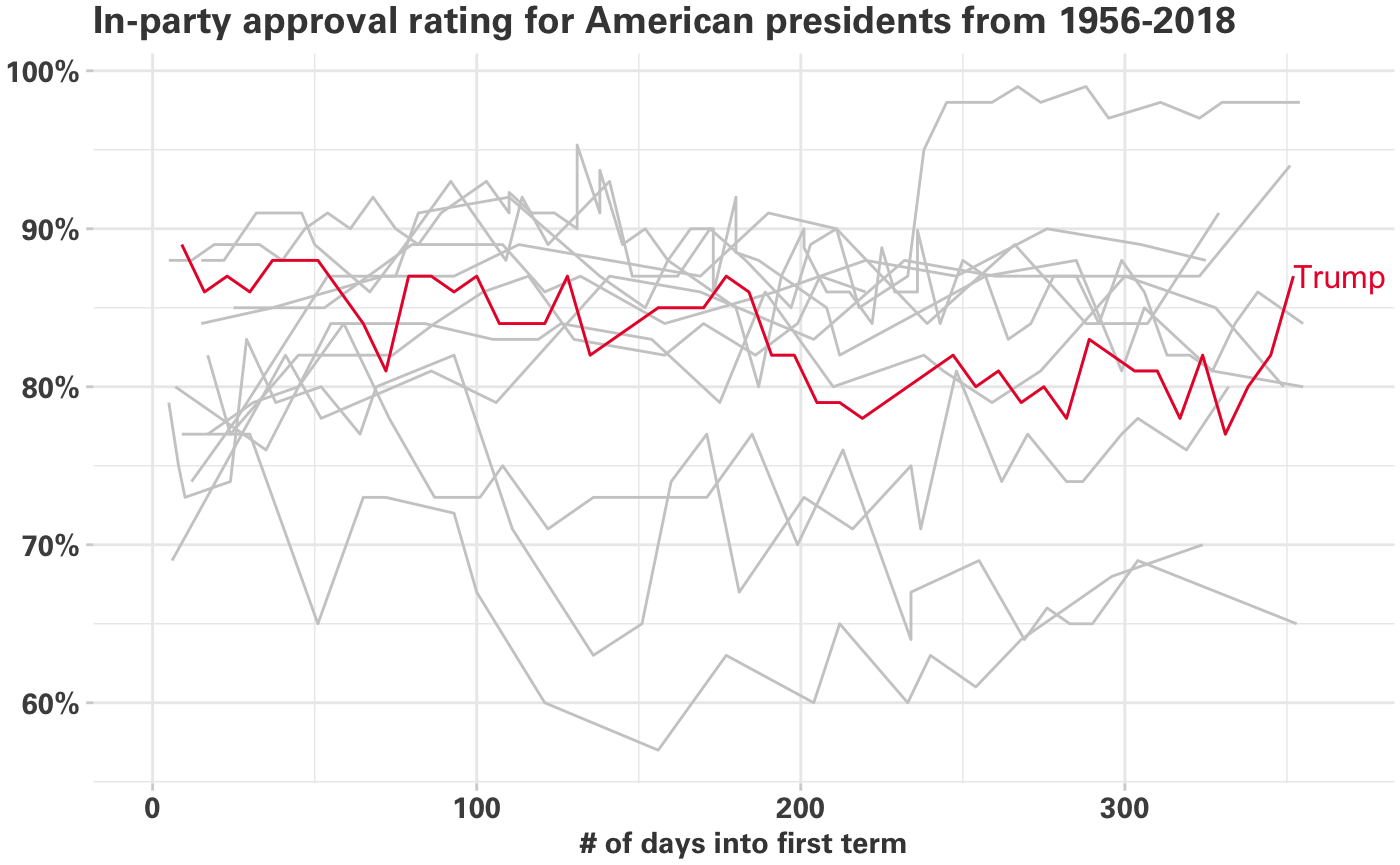 In-party approval rating for American presidents from 1956-2018
100%
90%
80%
70%
60%
Trump
0 100 200 300
# of days into first term